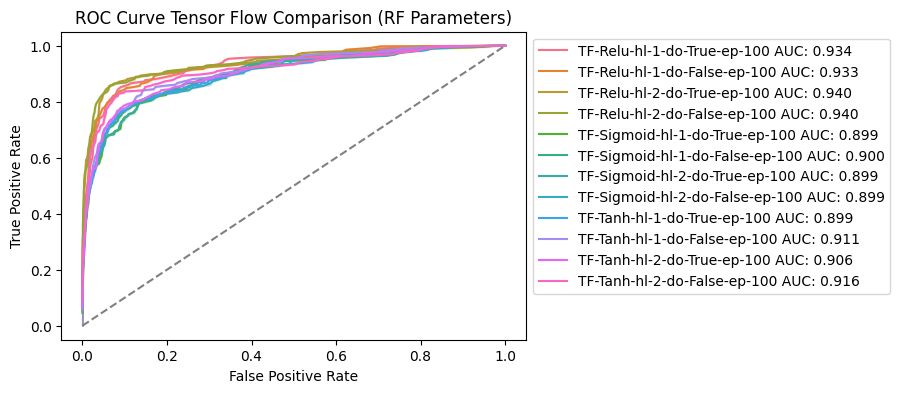 ROC Curve Tensor Flow Comparison (RF Parameters)
True Positive Rate
1.0
0.8
0.6
0.4
0.2
0.0
0.0 0.2 0.4 0.6 0.8 1.0
False Positive Rate
TF-Relu-hl-1-do-True-ep-100 AUC: 0.934
TF-Relu-hl-1-do-False-ep-100 AUC: 0.933
TF-Relu-hl-2-do-True-ep-100 AUC: 0.940
TF-Relu-hl-2-do-False-ep-100 AUC: 0.940
TF-Sigmoid-hl-1-do-True-ep-100 AUC: 0.899
TF-Sigmoid-hl-1-do-False-ep-100 AUC: 0.900
TF-Sigmoid-hl-2-do-True-ep-100 AUC: 0.899
TF-Sigmoid-hl-2-do-False-ep-100 AUC: 0.899
TF-Tanh-hl-1-do-True-ep-100 AUC: 0.899
TF-Tanh-hl-1-do-False-ep-100 AUC: 0.911
TF-Tanh-hl-2-do-True-ep-100 AUC: 0.906
TF-Tanh-hl-2-do-False-ep-100 AUC: 0.916